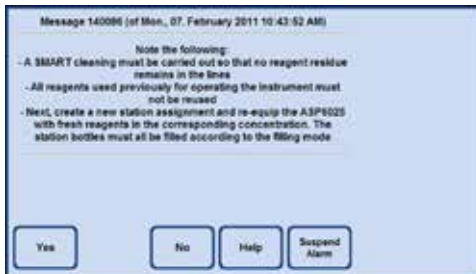 Message 140086 (of Mon., 07. February 2011 10:43:52 AM)
Note the following:
- A SMART cleaning must be carried out so that no reagent residue
remains in the lines
- All reagents used previously for operating the instrument must
not be reused
- Next, create a new station assignment and re-equip the ASP6025
with fresh reagents in the corresponding concentration. The
station bottles must all be filled according to the filling mode
Yes
No
Help
Suspend
Alarm